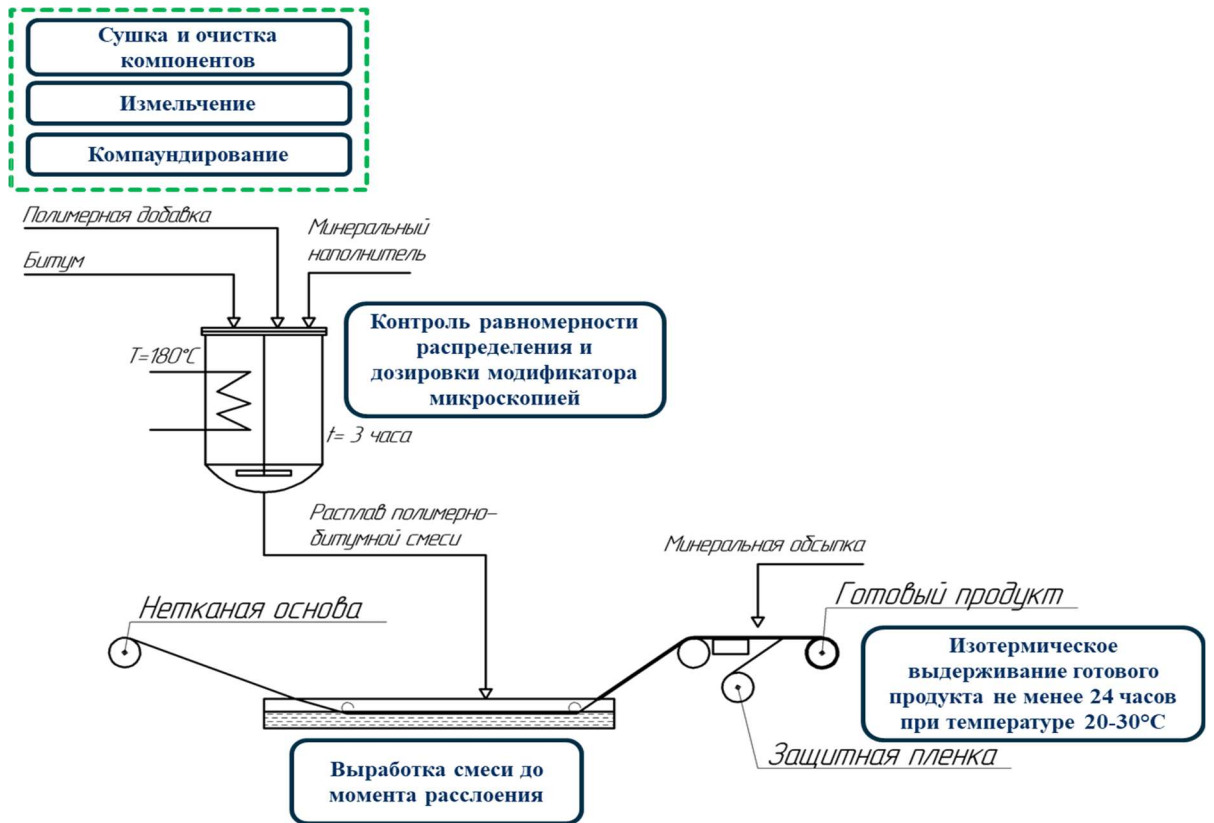 Сушка и очистка
компонентов
Измельчение
Компаундирование
Полимерная добавка
Минеральный
наполнитель
Битум
Контроль равномерности
распределения и
дозировки модификатора
микроскопией
T=180°C
t= 3 часа
Расплав полимерно-
битумной смеси
Минеральная обсыпка
Нетканая основа
Готовый продукт
Изотермическое
выдерживание готового
продукта не менее 24 часов
при температуре 20-30°С
Защитная пленка
Выработка смеси до
момента расслоения